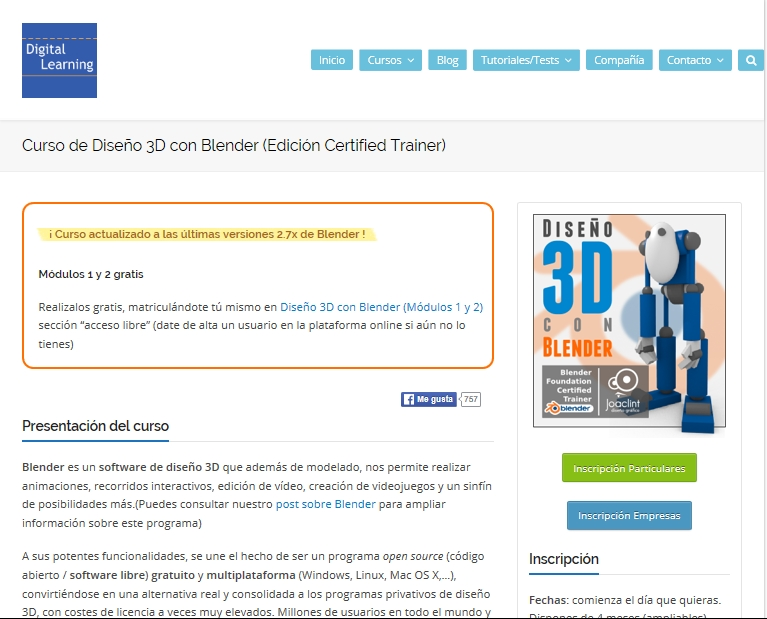 Digital
Learning
Inicio
Cursos
Blog
Tutoriales/Tests
Compañía
Contacto
Curso de Diseño 3D con Blender (Edición Certified Trainer)
¡ Curso actualizado a las últimas versiones 2.7x de Blender !
Módulos 1 y 2 gratis
Realizalos gratis, matriculándote tú mismo en Diseño 3D con Blender (Módulos 1 y 2)
sección “acceso libre” (date de alta un usuario en la plataforma online si aún no lo
tienes)
Me gusta
757
Presentación del curso
Blender es un software de diseño 3D que además de modelado, nos permite realizar
animaciones, recorridos interactivos, edición de vídeo, creación de videojuegos y un sinfín
de posibilidades más.(Puedes consultar nuestro post sobre Blender para ampliar
información sobre este programa)
A sus potentes funcionalidades, se une el hecho de ser un programa open source (código
abierto / software libre) gratuito y multiplataforma (Windows, Linux, Mac OS X,...),
convirtiéndose en una alternativa real y consolidada a los programas privativos de diseño
3D, con costes de licencia a veces muy elevados. Millones de usuarios en todo el mundo y
DISEÑO
3D
CON
BLENDER
Blender
Foundation
Certified
Trainer
blender
joaclint
diseño gráfico
Inscripción Particulares
Inscripción Empresas
Inscripción
Fechas: comienza el día que quieras.
Dispones de 4 meses (ampliables)